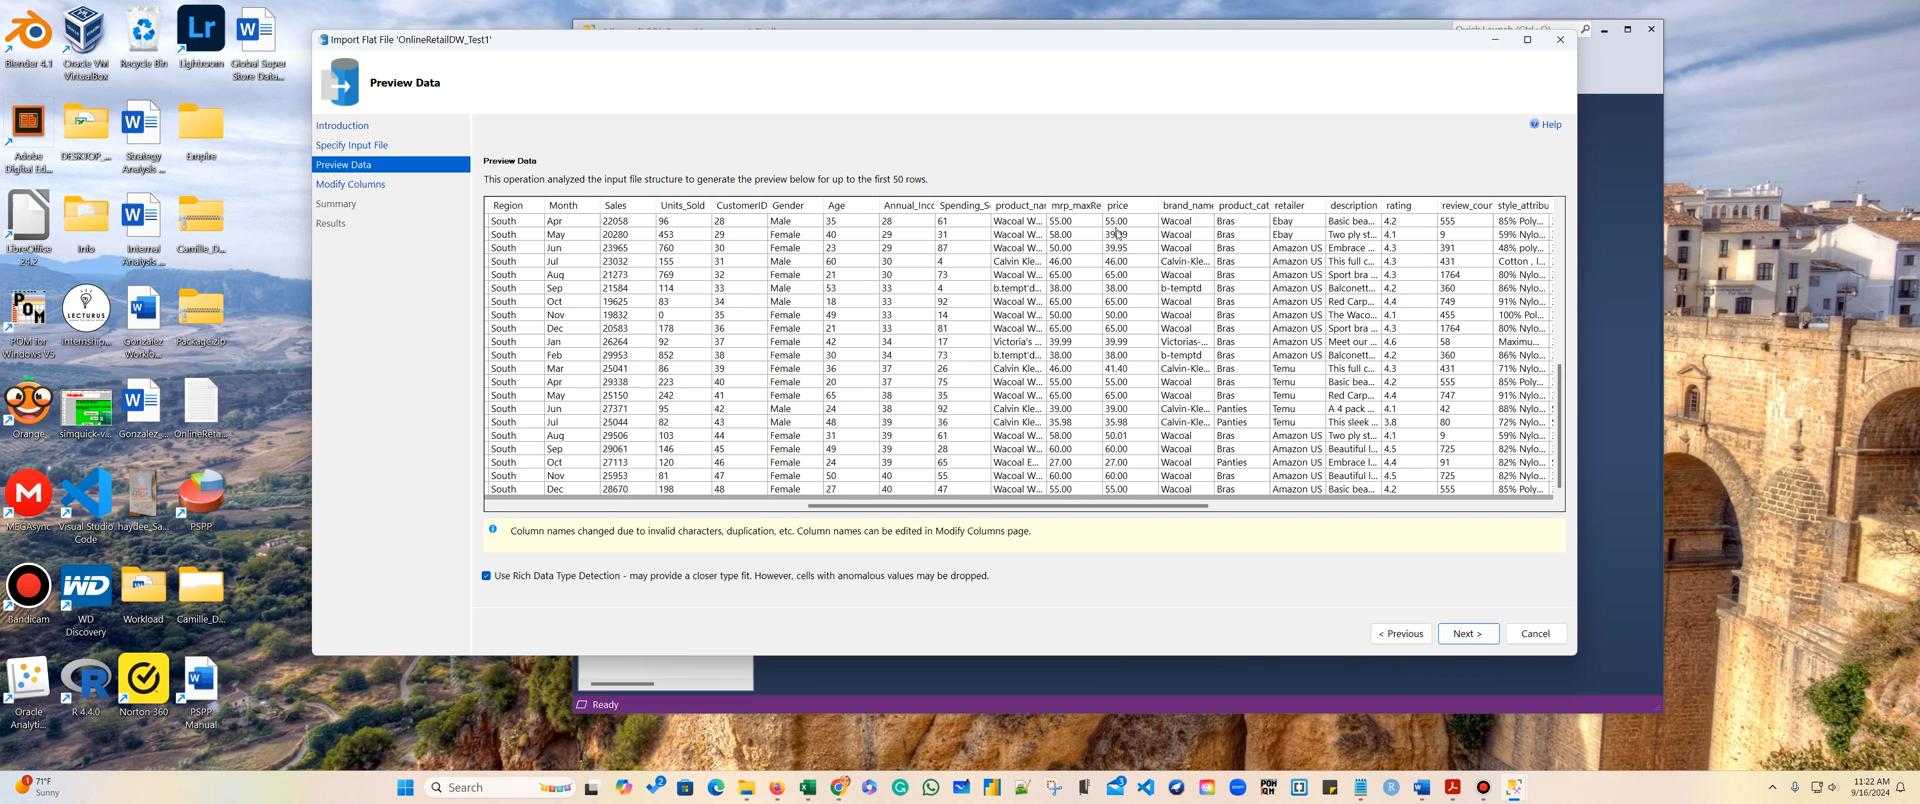 Import Flat File 'OnlineRetailDW_Test1'
Preview Data
Help
Introduction
Specify Input File
Preview Data
Modify Columns
Summary
Results
Preview Data
This operation analyzed the input file structure to generate the preview below for up to the first 50 rows.
Region Month Sales Units_Sold CustomerID Gender Age Annual_Inc Spending_S product_na mrp_maxRe price brand_name product_cat retailer description rating review_cour style_attribu
South Apr 22058 96 28 Male 35 28 61 Wacoal W... 55.00 55.00 Wacoal Bras Ebay Basic bea... 4.2 555 85% Poly...
South May 20280 453 29 Female 40 29 31 Wacoal W... 58.00 Wacoal Bras Ebay Two ply st... 4.1 9 59% Nylo...
South Jun 23965 760 30 Female 23 29 87 Wacoal W... 50.00 39.95 Wacoal Bras Amazon US Embrace ... 4.3 391 48% poly...
South Jul 23032 155 31 Male 60 30 4 Calvin Kle... 46.00 46.00 Calvin-Kle... Bras Amazon US This full c... 4.3 431 Cotton , I...
South Aug 21273 769 32 Female 21 30 73 Wacoal W... 65.00 65.00 Wacoal Bras Amazon US Sport bra ... 4.3 1764 80% Nylo...
South Sep 21584 114 33 Male 53 33 4 b.tempt'd... 38.00 38.00 b-temptd Bras Amazon US Balconett... 4.2 360 86% Nylo...
South Oct 19625 83 34 Male 18 33 92 Wacoal W... 65.00 65.00 Wacoal Bras Amazon US Red Carp... 4.4 749 91% Nylo...
South Nov 19832 0 35 Female 49 33 14 Wacoal W... 50.00 50.00 Wacoal Bras Amazon US The Waco... 4.1 455 100% Pol...
South Dec 20583 178 36 Female 21 33 81 Wacoal W... 65.00 65.00 Wacoal Bras Amazon US Sport bra ... 4.3 1764 80% Nylo...
South Jan 26264 92 37 Female 42 34 17 Victoria's ... 39.99 39.99 Victorias-... Bras Amazon US Meet our ... 4.6 58 Maximu...
South Feb 29953 852 38 Female 30 34 73 b.tempt'd... 38.00 38.00 b-temptd Bras Amazon US Balconett... 4.2 360 86% Nylo...
South Mar 25041 86 39 Female 36 37 26 Calvin Kle... 46.00 41.40 Calvin-Kle... Bras Temu This full c... 4.3 431 71% Nylo...
South Apr 29338 223 40 Female 20 37 75 Wacoal W... 55.00 55.00 Wacoal Bras Temu Basic bea... 4.2 555 85% Poly...
South May 25150 242 41 Female 65 38 35 Wacoal W... 65.00 65.00 Wacoal Bras Temu Red Carp... 4.4 747 91% Nylo...
South Jun 27371 95 42 Male 24 38 92 Calvin Kle... 39.00 39.00 Calvin-Kle... Panties Temu A 4 pack ... 4.1 42 88% Nylo...
South Jul 25044 82 43 Male 48 39 36 Calvin Kle... 35.98 35.98 Calvin-Kle... Panties Temu This sleek ... 3.8 80 72% Nylo...
South Aug 29506 103 44 Female 31 39 61 Wacoal W... 58.00 50.01 Wacoal Bras Amazon US Two ply st... 4.1 9 59% Nylo...
South Sep 29061 146 45 Female 49 39 28 Wacoal W... 60.00 60.00 Wacoal Bras Amazon US Beautiful l... 4.5 725 82% Nylo...
South Oct 27113 120 46 Female 24 39 65 Wacoal E... 27.00 27.00 Wacoal Panties Amazon US Embrace l... 4.4 91 82% Nylo...
South Nov 25953 81 47 Female 50 40 55 Wacoal W... 60.00 60.00 Wacoal Bras Amazon US Beautiful l... 4.5 725 82% Nylo...
South Dec 28670 198 48 Female 27 40 47 Wacoal W... 55.00 55.00 Wacoal Bras Amazon US Basic bea... 4.2 555 85% Poly...
Column names changed due to invalid characters, duplication, etc. Column names can be edited in Modify Columns page.
Use Rich Data Type Detection - may provide a closer type fit. However, cells with anomalous values may be dropped.
< Previous Next > Cancel
Ready
Blender 4.1 Oracle VM VirtualBox Recycle Bin Lightroom Global Super Store Data...
Adobe Digital Ed... DESKTOP_... Strategy Analysis ... Empire
LibreOffice 24.2 Info Internal Analysis ... Camille_D...
POM for Windows V5 LECTURUS Internship... Gonzalez Worklo... Package.zip
Orange simquick-v... Gonzalez_... OnlineReta...
MEGAsync Visual Studio Code haydee_Sa... PSPP
Bandicam WD Discovery Workload Camille_D...
Oracle Analyti... R 4.4.0 Norton 360 PSPP Manual
71°F
Sunny
Search
11:22 AM
9/16/2024